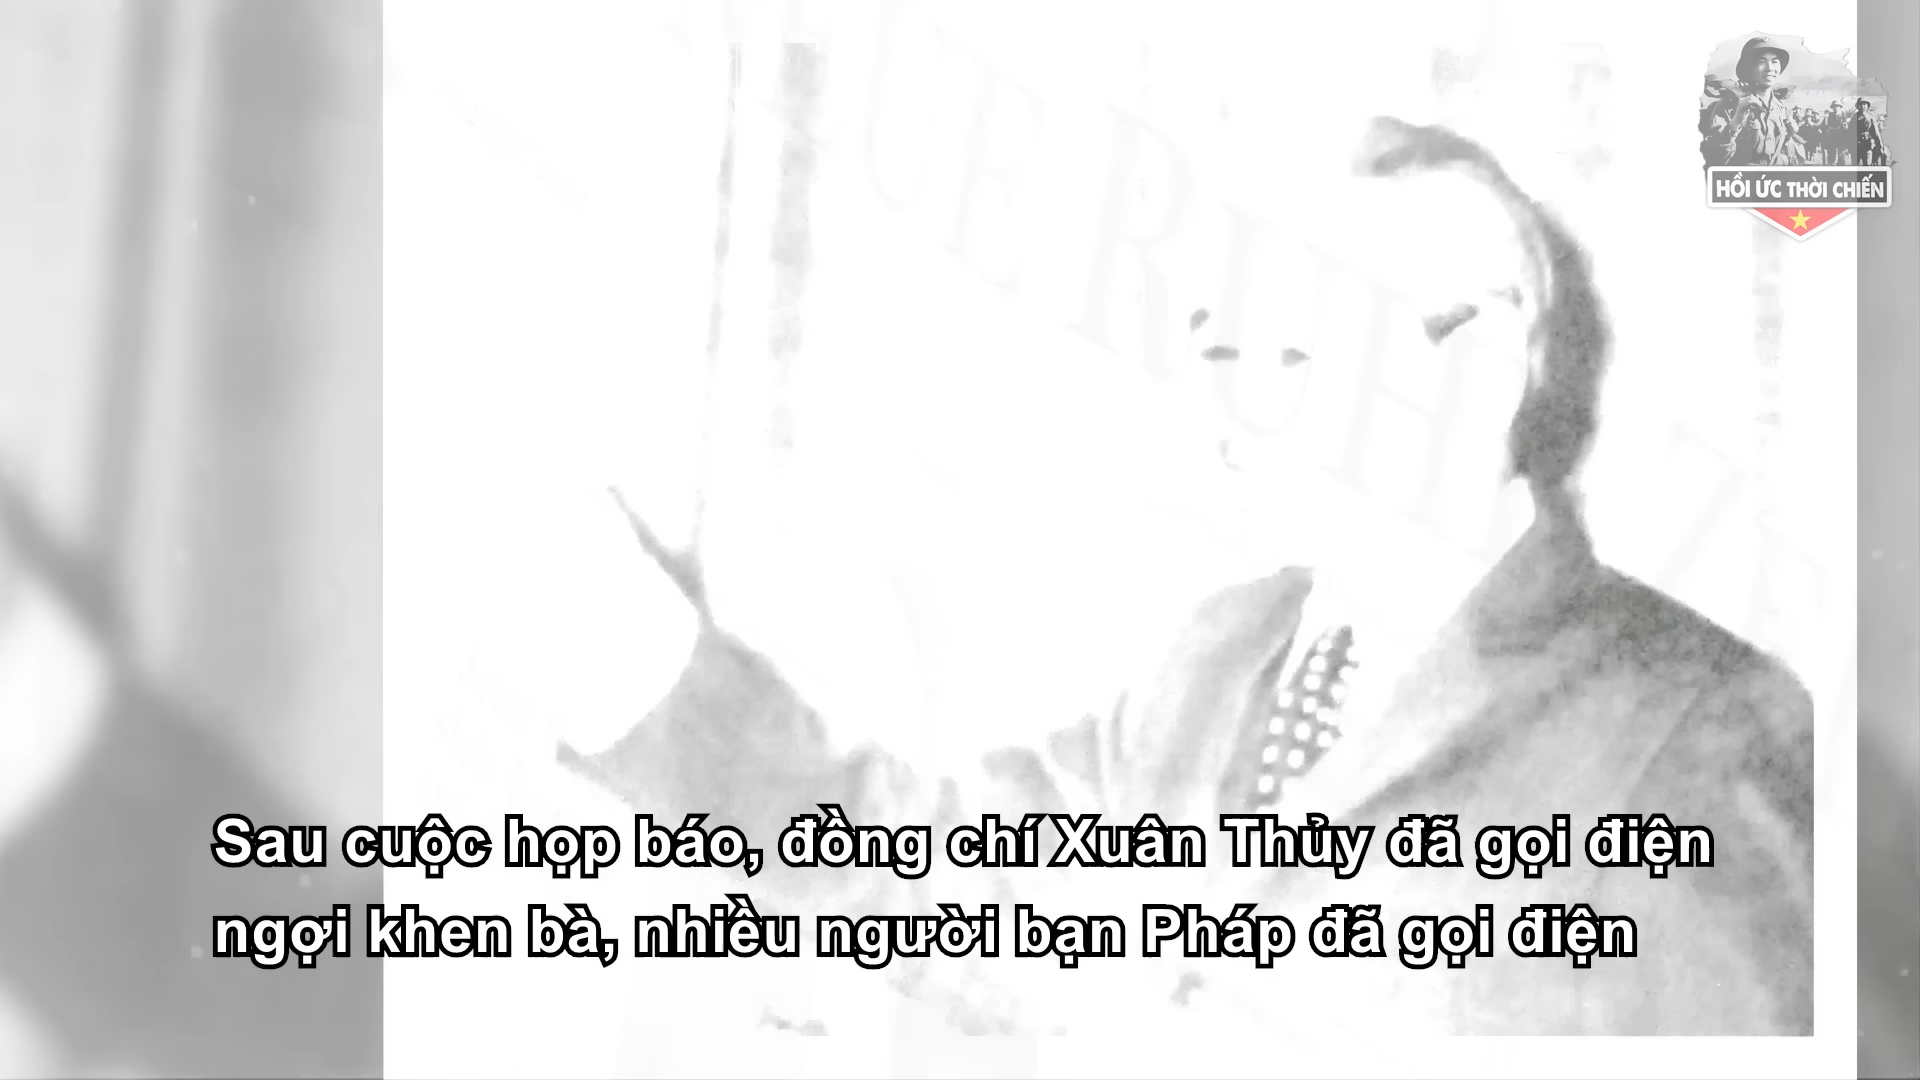 HỒI ỨC THỜI CHIẾN
Sau cuộc họp báo, đồng chí Xuân Thủy đã gọi điện
ngợi khen bà, nhiều người bạn Pháp đã gọi điện